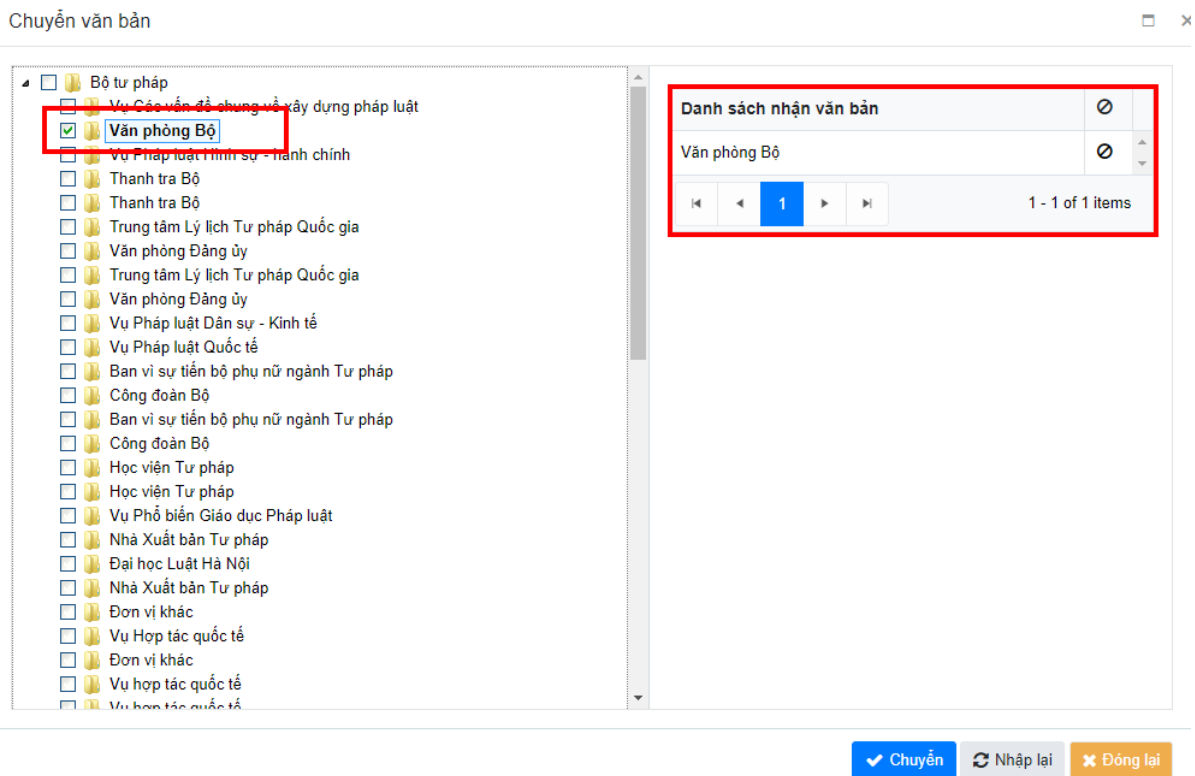 Chuyển văn bản
Bộ tư pháp
Vụ Các vấn đề chung về xây dựng pháp luật
Văn phòng Bộ
Vụ Pháp luật Hình sự - hành chính
Thanh tra Bộ
Thanh tra Bộ
Trung tâm Lý lịch Tư pháp Quốc gia
Văn phòng Đảng ủy
Trung tâm Lý lịch Tư pháp Quốc gia
Văn phòng Đảng ủy
Vụ Pháp luật Dân sự - Kinh tế
Vụ Pháp luật Quốc tế
Ban vì sự tiến bộ phụ nữ ngành Tư pháp
Công đoàn Bộ
Ban vì sự tiến bộ phụ nữ ngành Tư pháp
Công đoàn Bộ
Học viện Tư pháp
Học viện Tư pháp
Vụ Phổ biến Giáo dục Pháp luật
Nhà Xuất bản Tư pháp
Đại học Luật Hà Nội
Nhà Xuất bản Tư pháp
Đơn vị khác
Vụ Hợp tác quốc tế
Đơn vị khác
Vụ hợp tác quốc tế
Vụ hợp tác quốc tế
Danh sách nhận văn bản
Văn phòng Bộ
1
1 - 1 of 1 items
Chuyển
Nhập lại
Đóng lại